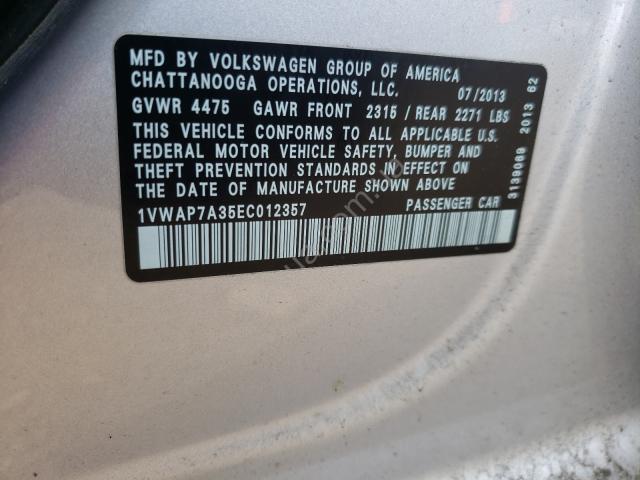 MFD BY VOLKSWAGEN GROUP OF AMERICA
CHATTANOOGA OPERATIONS, LLC. 07/2013
GVWR 4475 GAWR FRONT 2315 / REAR 2271 LBS
THIS VEHICLE CONFORMS TO ALL APPLICABLE U.S.
FEDERAL MOTOR VEHICLE SAFETY, BUMPER AND
THEFT PREVENTION STANDARDS IN EFFECT ON
THE DATE OF MANUFACTURE SHOWN ABOVE
1VWAP7A35EC012357 PASSENGER CAR
3139069 2013 62